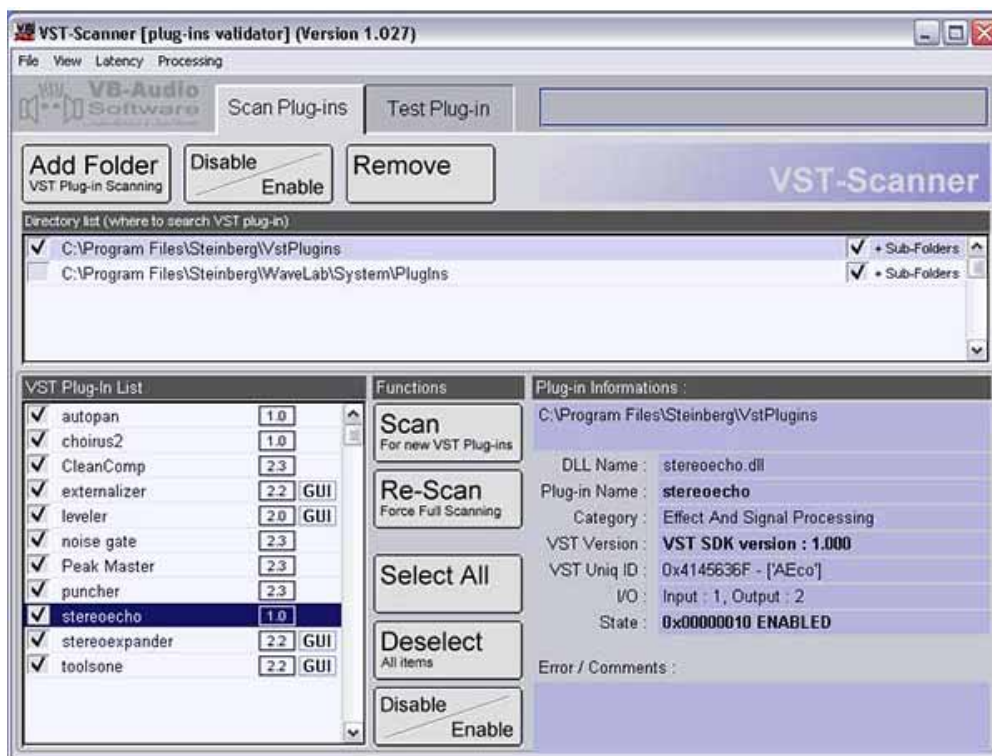 VST-Scanner [plug-ins validator] (Version 1.027)
File View Latency Processing
VB-Audio
Software
Scan Plug-ins
Test Plug-in
Add Folder
VST Plug-in Scanning
Disable
Enable
Remove
VST-Scanner
Directory list (where to search VST plug-in)
C:\Program Files\Steinberg\VstPlugins + Sub-Folders
C:\Program Files\Steinberg\WaveLab\System\PlugIns + Sub-Folders
VST Plug-In List
autopan 1.0
choirus2 1.0
CleanComp 2.3
externalizer 2.2 GUI
leveler 2.0 GUI
noise gate 2.3
Peak Master 2.3
puncher 2.3
stereoecho 1.0
stereoexpander 2.2 GUI
toolsone 2.2 GUI
Functions
Scan
For new VST Plug-ins
Re-Scan
Force Full Scanning
Select All
Deselect
All items
Disable
Enable
Plug-in Informations :
C:\Program Files\Steinberg\VstPlugins
DLL Name : stereoecho.dll
Plug-in Name : stereoecho
Category : Effect And Signal Processing
VST Version : VST SDK version : 1.000
VST Uniq ID : 0x4145636F - ['AEco']
I/O : Input : 1, Output : 2
State : 0x00000010 ENABLED
Error / Comments :